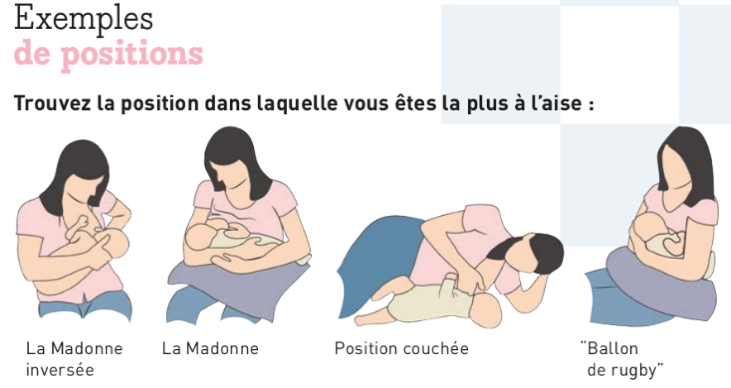 Exemples
de positions
Trouvez la position dans laquelle vous êtes la plus à l'aise :
La Madonne
inversée
La Madonne
Position couchée
"Ballon
de rugby"